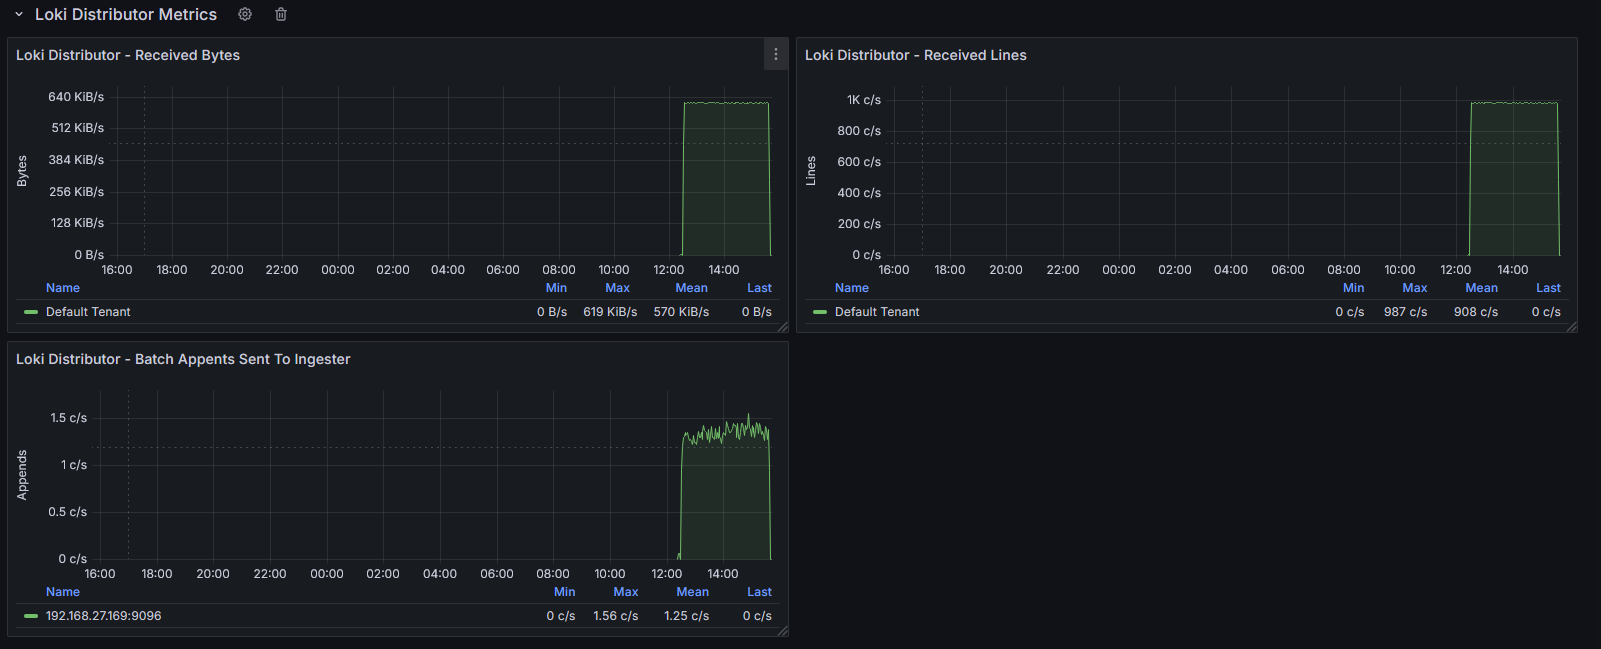 Loki Distributor Metrics
Loki Distributor - Received Bytes
640 KiB/s
512 KiB/s
384 KiB/s
256 KiB/s
128 KiB/s
0 B/s
Bytes
16:00 18:00 20:00 22:00 00:00 02:00 04:00 06:00 08:00 10:00 12:00 14:00
Name Min Max Mean Last
Default Tenant 0 B/s 619 KiB/s 570 KiB/s 0 B/s
Loki Distributor - Received Lines
1K c/s
800 c/s
600 c/s
400 c/s
200 c/s
0 c/s
Lines
16:00 18:00 20:00 22:00 00:00 02:00 04:00 06:00 08:00 10:00 12:00 14:00
Name Min Max Mean Last
Default Tenant 0 c/s 987 c/s 908 c/s 0 c/s
Loki Distributor - Batch Appents Sent To Ingester
1.5 c/s
1 c/s
0.5 c/s
0 c/s
Appends
16:00 18:00 20:00 22:00 00:00 02:00 04:00 06:00 08:00 10:00 12:00 14:00
Name Min Max Mean Last
192.168.27.169:9096 0 c/s 1.56 c/s 1.25 c/s 0 c/s